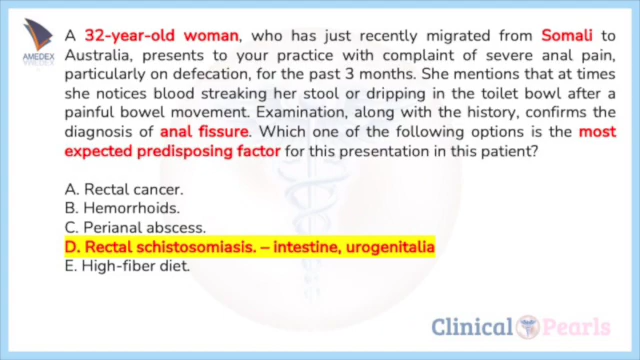 AMEDEX
A 32-year-old woman, who has just recently migrated from Somali to
Australia, presents to your practice with complaint of severe anal pain,
particularly on defecation, for the past 3 months. She mentions that at times
she notices blood streaking her stool or dripping in the toilet bowl after a
painful bowel movement. Examination, along with the history, confirms the
diagnosis of anal fissure. Which one of the following options is the most
expected predisposing factor for this presentation in this patient?
A. Rectal cancer.
B. Hemorrhoids.
C. Perianal abscess.
D. Rectal schistosomiasis. – intestine, urogenitalia
E. High-fiber diet.
Clinical Pearls